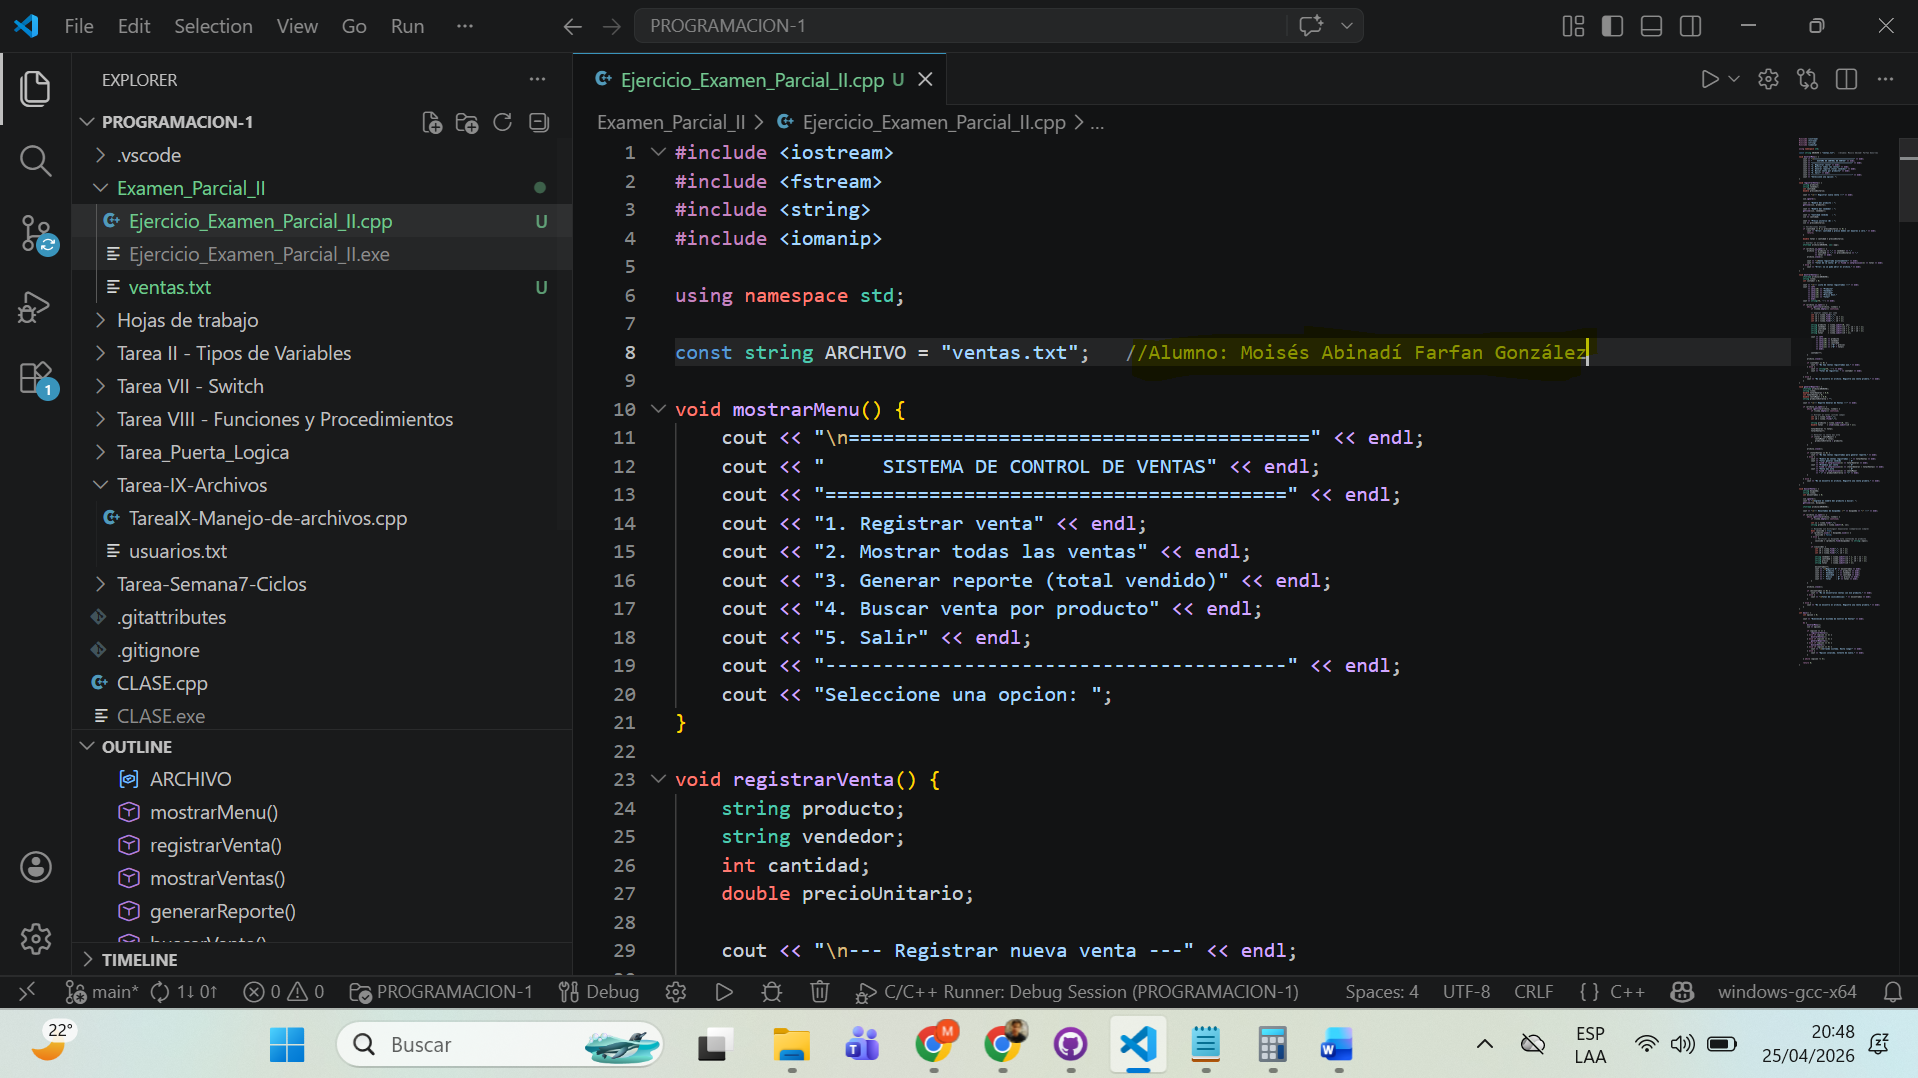 File Edit Selection View Go Run ...
PROGRAMACION-1
EXPLORER
PROGRAMACION-1
.vscode
Examen_Parcial_II
Ejercicio_Examen_Parcial_II.cpp U
Ejercicio_Examen_Parcial_II.exe
ventas.txt U
Hojas de trabajo
Tarea II - Tipos de Variables
Tarea VII - Switch
Tarea VIII - Funciones y Procedimientos
Tarea_Puerta_Logica
Tarea-IX-Archivos
TareaIX-Manejo-de-archivos.cpp
usuarios.txt
Tarea-Semana7-Ciclos
.gitattributes
.gitignore
CLASE.cpp
CLASE.exe
OUTLINE
ARCHIVO
mostrarMenu()
registrarVenta()
mostrarVentas()
generarReporte()
TIMELINE
1
Ejercicio_Examen_Parcial_II.cpp U
Examen_Parcial_II > Ejercicio_Examen_Parcial_II.cpp > ...
1 #include <iostream>
2 #include <fstream>
3 #include <string>
4 #include <iomanip>
5
6 using namespace std;
7
8 const string ARCHIVO = "ventas.txt"; //Alumno: Moisés Abinadí Farfan González
9
10 void mostrarMenu() {
11 cout << "\n========================================" << endl;
12 cout << "     SISTEMA DE CONTROL DE VENTAS" << endl;
13 cout << "========================================" << endl;
14 cout << "1. Registrar venta" << endl;
15 cout << "2. Mostrar todas las ventas" << endl;
16 cout << "3. Generar reporte (total vendido)" << endl;
17 cout << "4. Buscar venta por producto" << endl;
18 cout << "5. Salir" << endl;
19 cout << "----------------------------------------" << endl;
20 cout << "Seleccione una opcion: ";
21 }
22
23 void registrarVenta() {
24 string producto;
25 string vendedor;
26 int cantidad;
27 double precioUnitario;
28
29 cout << "\n--- Registrar nueva venta ---" << endl;
main* 1↓ 0↑ 0 0 PROGRAMACION-1 Debug C/C++ Runner: Debug Session (PROGRAMACION-1) Spaces: 4 UTF-8 CRLF {} C++ windows-gcc-x64
22°
Buscar
ESP
LAA
20:48
25/04/2026